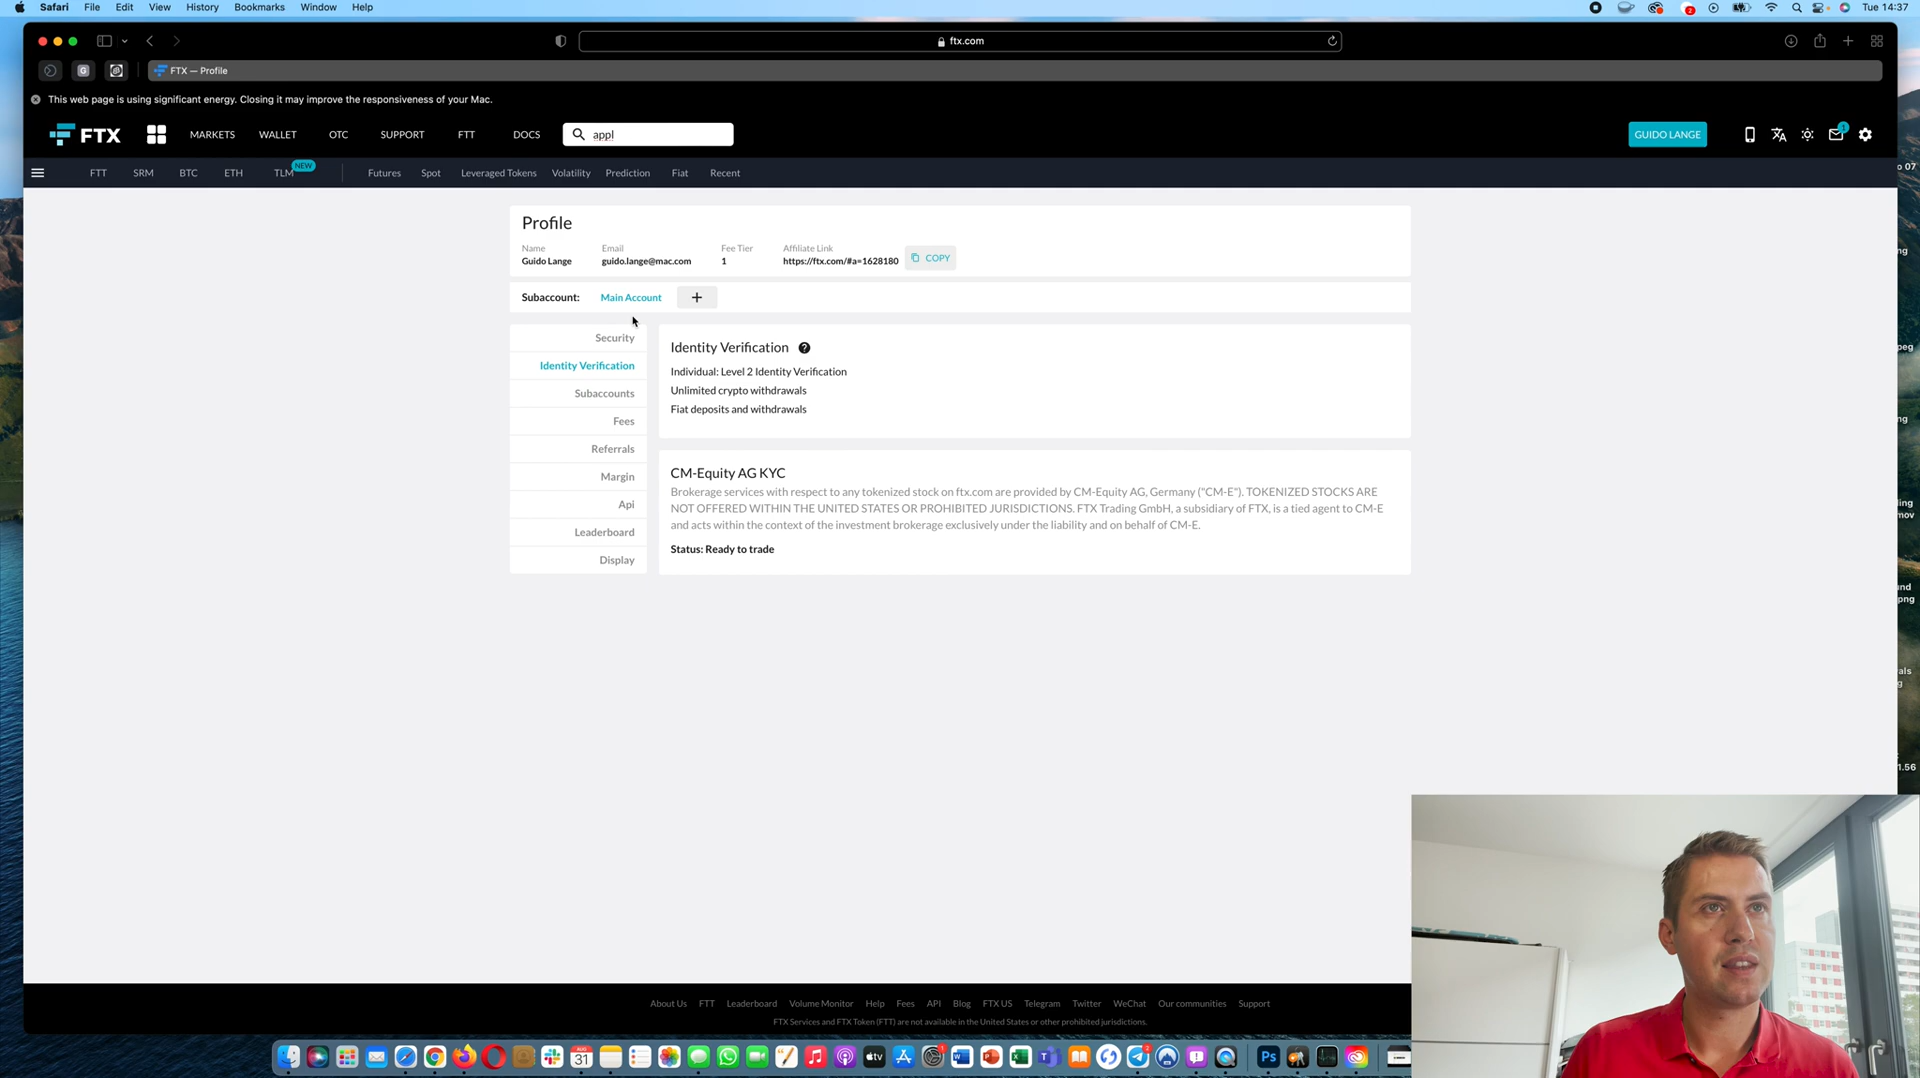 Safari File Edit View History Bookmarks Window Help
2
Tue 14:37
ftx.com
G
FTX — Profile
This web page is using significant energy. Closing it may improve the responsiveness of your Mac.
FTX MARKETS WALLET OTC SUPPORT FTT DOCS appl GUIDO LANGE 1
FTT SRM BTC ETH TLM NEW Futures Spot Leveraged Tokens Volatility Prediction Fiat Recent
Profile
Name Email Fee Tier Affiliate Link
Guido Lange guido.lange@mac.com 1 https://ftx.com/#a=1628180 COPY
Subaccount: Main Account +
Security
Identity Verification
Subaccounts
Fees
Referrals
Margin
Api
Leaderboard
Display
Identity Verification ?
Individual: Level 2 Identity Verification
Unlimited crypto withdrawals
Fiat deposits and withdrawals
CM-Equity AG KYC
Brokerage services with respect to any tokenized stock on ftx.com are provided by CM-Equity AG, Germany ("CM-E"). TOKENIZED STOCKS ARE
NOT OFFERED WITHIN THE UNITED STATES OR PROHIBITED JURISDICTIONS. FTX Trading GmbH, a subsidiary of FTX, is a tied agent to CM-E
and acts within the context of the investment brokerage exclusively under the liability and on behalf of CM-E.
Status: Ready to trade
About Us FTT Leaderboard Volume Monitor Help Fees API Blog FTX US Telegram Twitter WeChat Our communities Support
FTX Services and FTX Token (FTT) are not available in the United States or other prohibited jurisdictions.
AUG
31
tv
Ps